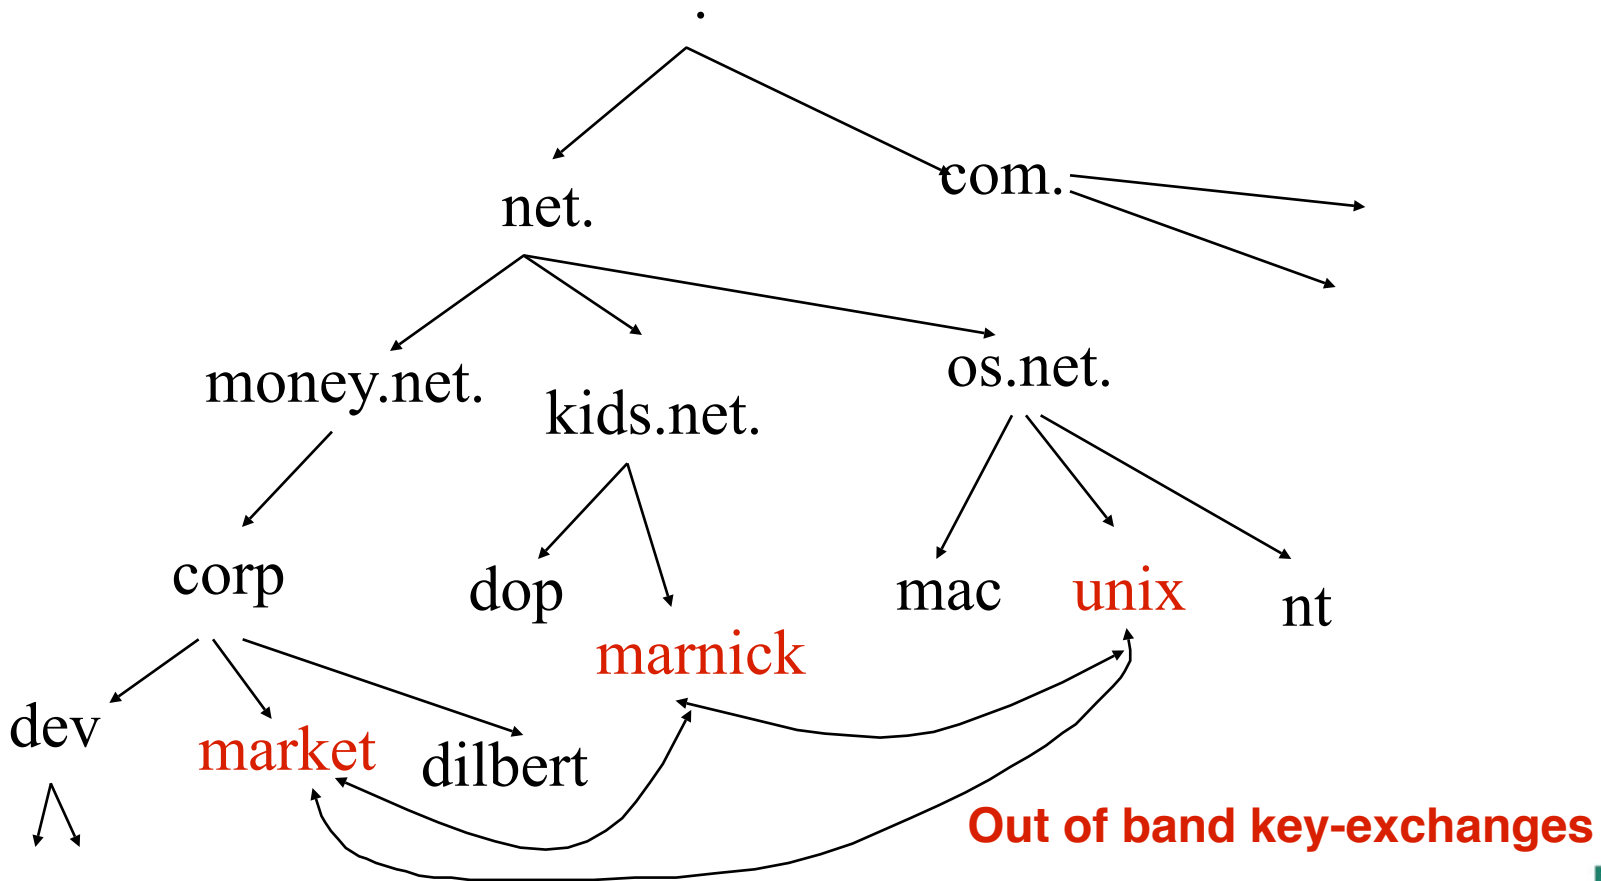 .
com.
net.
money.net.
kids.net.
os.net.
corp
dop
mac
unix
nt
marnick
dev
market
dilbert
Out of band key-exchanges